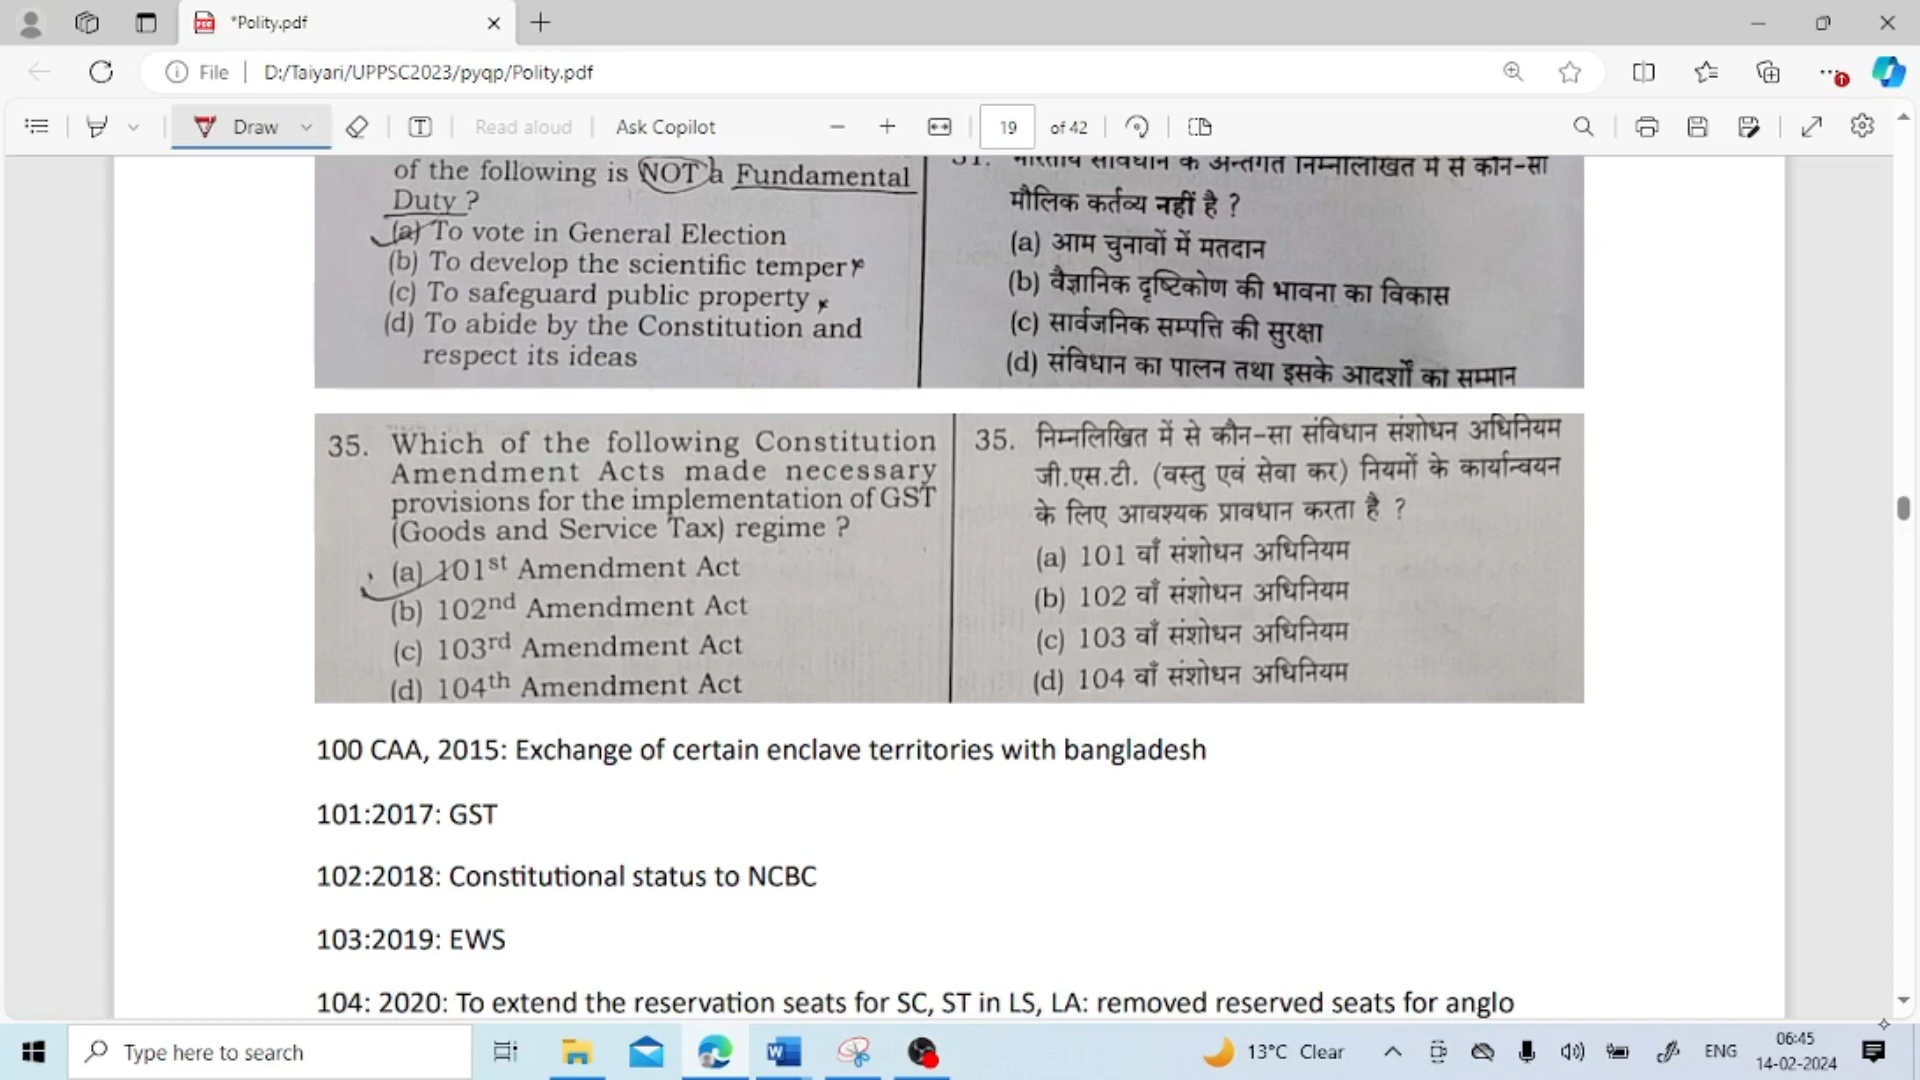 *Polity.pdf
File
D:/Taiyari/UPPSC2023/pyqp/Polity.pdf
Draw
Read aloud
Ask Copilot
19
of 42
of the following is NOT a Fundamental
Duty ?
(a) To vote in General Election
(b) To develop the scientific temper
(c) To safeguard public property
(d) To abide by the Constitution and
respect its ideas
31. भारतीय संविधान के अन्तर्गत निम्नलिखित में से कौन-सा
मौलिक कर्तव्य नहीं है ?
(a) आम चुनावों में मतदान
(b) वैज्ञानिक दृष्टिकोण की भावना का विकास
(c) सार्वजनिक सम्पत्ति की सुरक्षा
(d) संविधान का पालन तथा इसके आदर्शों का सम्मान
35. Which of the following Constitution
Amendment Acts made necessary
provisions for the implementation of GST
(Goods and Service Tax) regime ?
(a) 101st Amendment Act
(b) 102nd Amendment Act
(c) 103rd Amendment Act
(d) 104th Amendment Act
35. निम्नलिखित में से कौन-सा संविधान संशोधन अधिनियम
जी.एस.टी. (वस्तु एवं सेवा कर) नियमों के कार्यान्वयन
के लिए आवश्यक प्रावधान करता है ?
(a) 101 वाँ संशोधन अधिनियम
(b) 102 वाँ संशोधन अधिनियम
(c) 103 वाँ संशोधन अधिनियम
(d) 104 वाँ संशोधन अधिनियम
100 CAA, 2015: Exchange of certain enclave territories with bangladesh
101:2017: GST
102:2018: Constitutional status to NCBC
103:2019: EWS
104: 2020: To extend the reservation seats for SC, ST in LS, LA: removed reserved seats for anglo
Type here to search
13°C Clear
ENG
06:45
14-02-2024